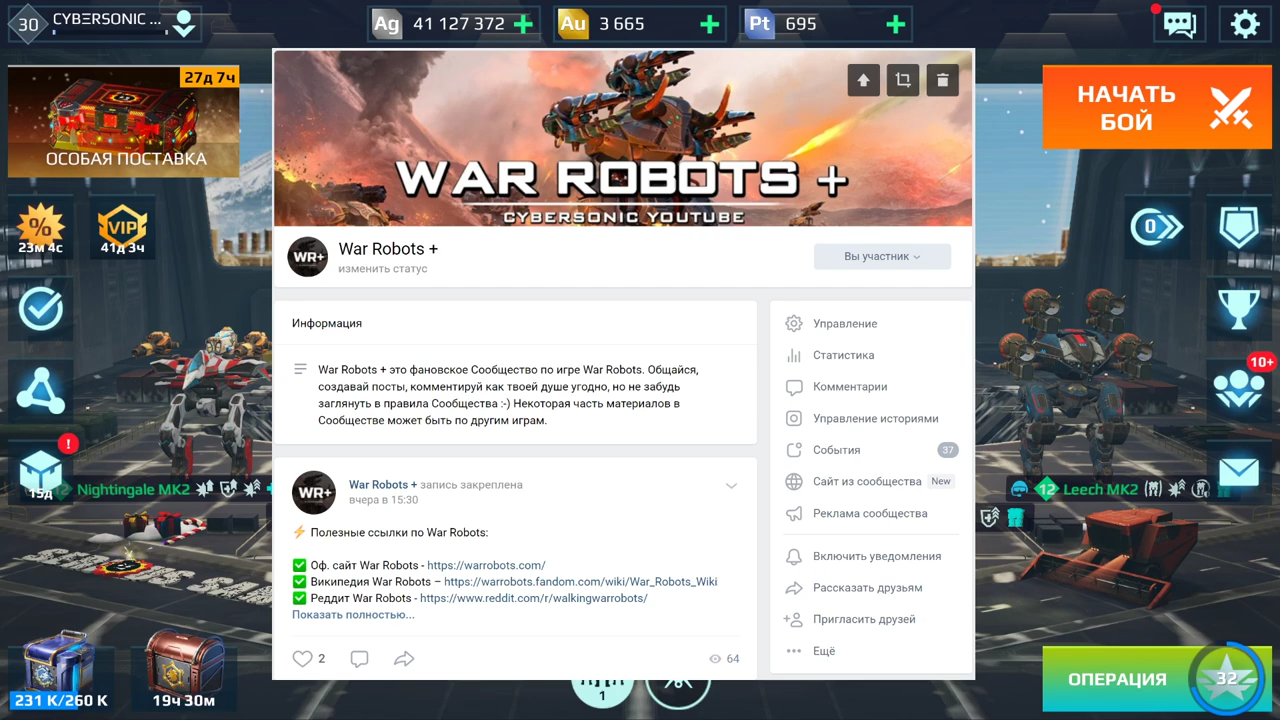 30
CYBERSONIC ...
Ag 41 127 372
Au 3 665
Pt 695
27д 7ч
ОСОБАЯ ПОСТАВКА
НАЧАТЬ
БОЙ
%
23м 4с
VIP
41д 3ч
0
10+
!
15д
12 Nightingale MK2
12 Leech MK2
231 K/260 K
19ч 30м
1
ОПЕРАЦИЯ
32
WAR ROBOTS +
CYBERSONIC YOUTUBE
WR+
War Robots +
изменить статус
Вы участник
Информация
War Robots + это фановское Сообщество по игре War Robots. Общайся,
создавай посты, комментируй как твоей душе угодно, но не забудь
заглянуть в правила Сообщества :-) Некоторая часть материалов в
Сообществе может быть по другим играм.
WR+
War Robots + запись закреплена
вчера в 15:30
⚡ Полезные ссылки по War Robots:
✅ Оф. сайт War Robots - https://warrobots.com/
✅ Википедия War Robots – https://warrobots.fandom.com/wiki/War_Robots_Wiki
✅ Реддит War Robots - https://www.reddit.com/r/walkingwarrobots/
Показать полностью...
2
64
Управление
Статистика
Комментарии
Управление историями
События 37
Сайт из сообщества New
Реклама сообщества
Включить уведомления
Рассказать друзьям
Пригласить друзей
Ещё